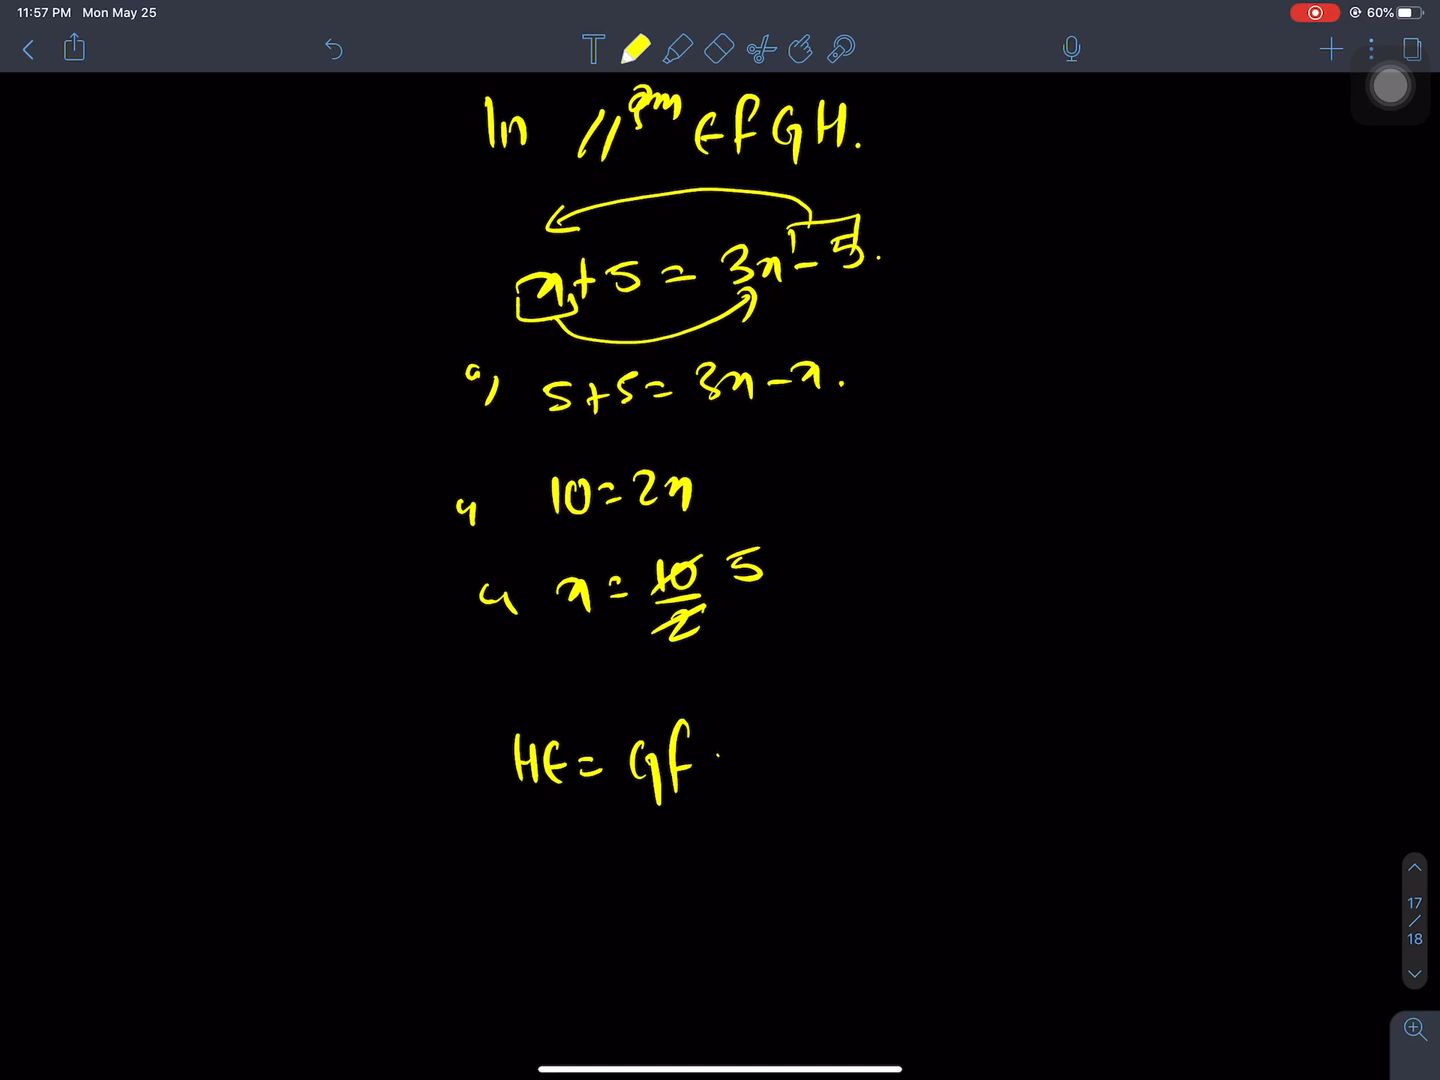 11:57 PM Mon May 25
60%
T
In //gm EFGH.
x + 5 = 3x - 5.
5 + 5 = 3x - x.
10 = 2x
x = 10/2 5
HE = GF
17
/
18